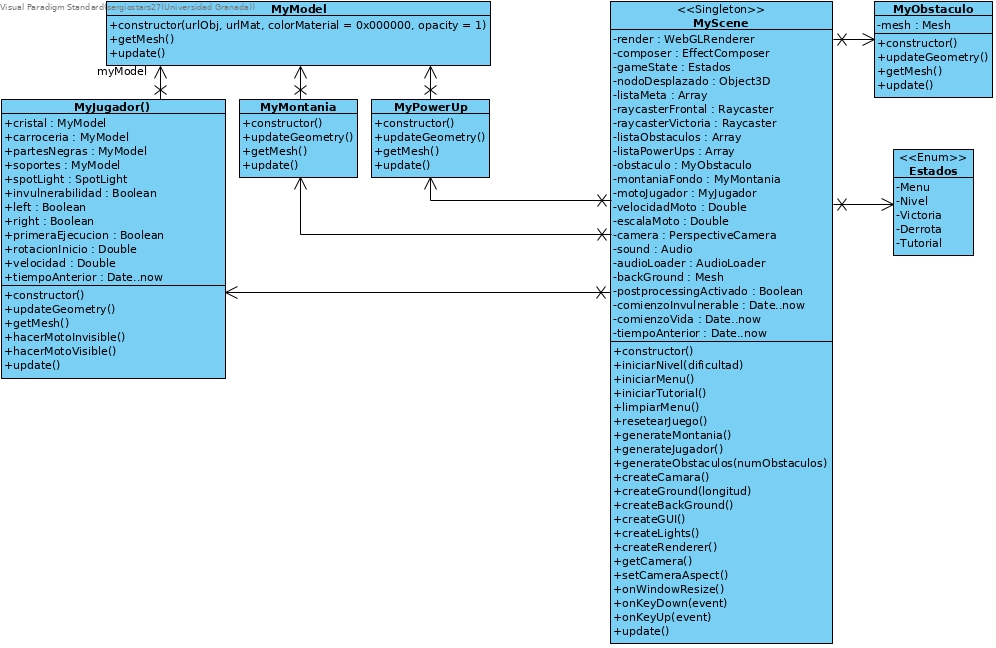 Visual Paradigm Standard(sergiostars27(Universidad Granada))
MyModel
+constructor(urlObj, urlMat, colorMaterial = 0x000000, opacity = 1)
+getMesh()
+update()
myModel
MyJugador()
+cristal : MyModel
+carroceria : MyModel
+partesNegras : MyModel
+soportes : MyModel
+spotLight : SpotLight
+invulnerabilidad : Boolean
+left : Boolean
+right : Boolean
+primeraEjecucion : Boolean
+rotacionInicio : Double
+velocidad : Double
+tiempoAnterior : Date..now
+constructor()
+updateGeometry()
+getMesh()
+hacerMotoInvisible()
+hacerMotoVisible()
+update()
MyMontania
+constructor()
+updateGeometry()
+getMesh()
+update()
MyPowerUp
+constructor()
+updateGeometry()
+getMesh()
+update()
<<Singleton>>
MyScene
-render : WebGLRenderer
-composer : EffectComposer
-gameState : Estados
-nodoDesplazado : Object3D
-listaMeta : Array
-raycasterFrontal : Raycaster
-raycasterVictoria : Raycaster
-listaObstaculos : Array
-listaPowerUps : Array
-obstaculo : MyObstaculo
-montaniaFondo : MyMontania
-motoJugador : MyJugador
-velocidadMoto : Double
-escalaMoto : Double
-camera : PerspectiveCamera
-sound : Audio
-audioLoader : AudioLoader
-backGround : Mesh
-postprocessingActivado : Boolean
-comienzoInvulnerable : Date..now
-comienzoVida : Date..now
-tiempoAnterior : Date..now
+constructor()
+iniciarNivel(dificultad)
+iniciarMenu()
+iniciarTutorial()
+limpiarMenu()
+resetearJuego()
+generateMontania()
+generateJugador()
+generateObstaculos(numObstaculos)
+createCamara()
+createGround(longitud)
+createBackGround()
+createGUI()
+createLights()
+createRenderer()
+getCamera()
+setCameraAspect()
+onWindowResize()
+onKeyDown(event)
+onKeyUp(event)
+update()
MyObstaculo
-mesh : Mesh
+constructor()
+updateGeometry()
+getMesh()
+update()
<<Enum>>
Estados
-Menu
-Nivel
-Victoria
-Derrota
-Tutorial